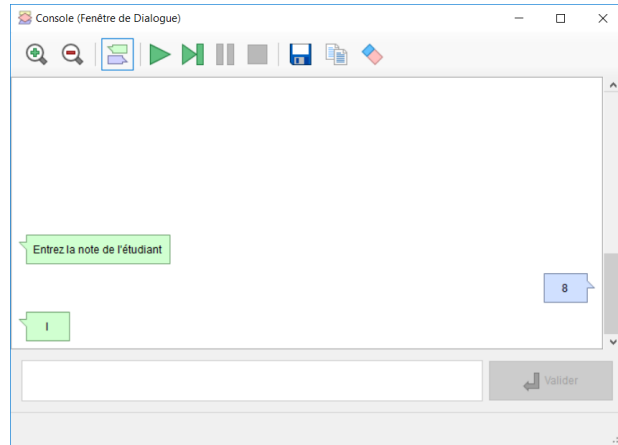 Console (Fenêtre de Dialogue)
Entrez la note de l'étudiant
8
I
Valider